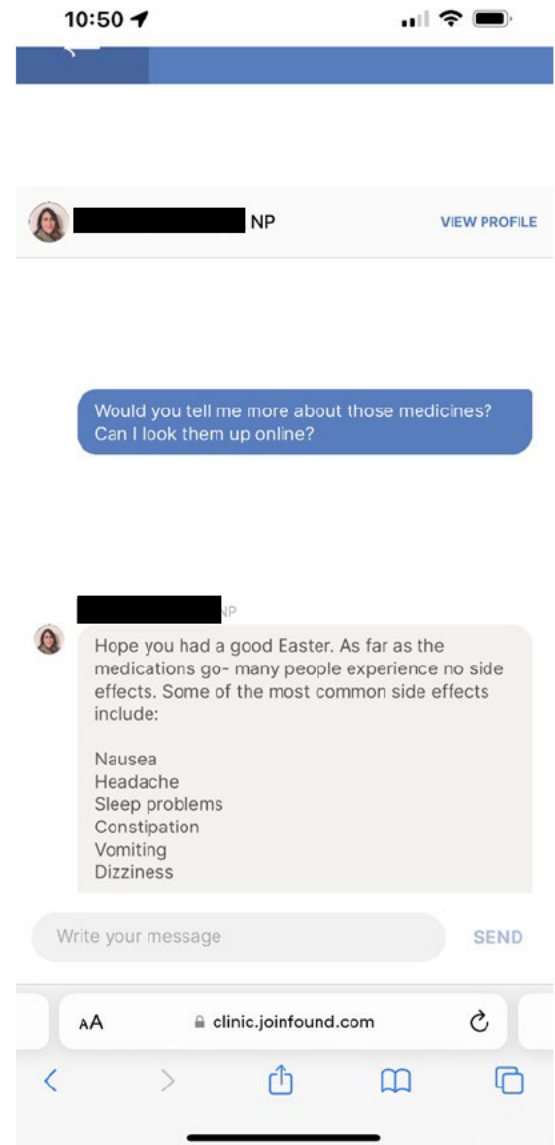 10:50
NP
VIEW PROFILE
Would you tell me more about those medicines?
Can I look them up online?
NP
Hope you had a good Easter. As far as the
medications go- many people experience no side
effects. Some of the most common side effects
include:
Nausea
Headache
Sleep problems
Constipation
Vomiting
Dizziness
Write your message
SEND
AA
clinic.joinfound.com